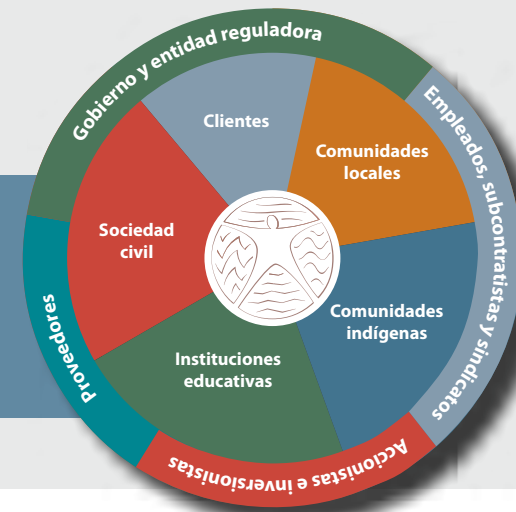 Gobierno y entidad reguladora
Empleados, subcontratistas y sindicatos
Clientes
Comunidades
locales
Sociedad
civil
Comunidades
indígenas
Instituciones
educativas
Proveedores
Accionistas e inversionistas